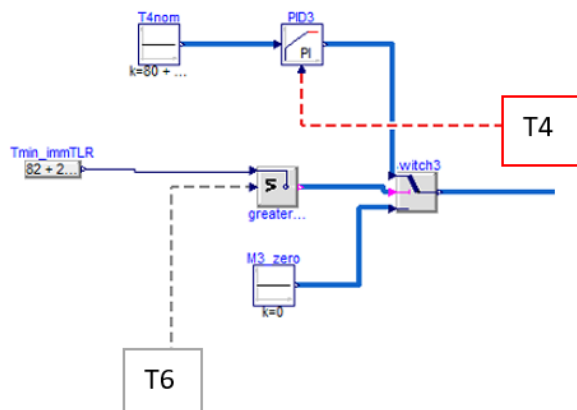 T4nom
PID3
PI
k=80 + ...
T4
Tmin_immTLR
82 + 2...
witch3
greater...
M3_zero
k=0
T6